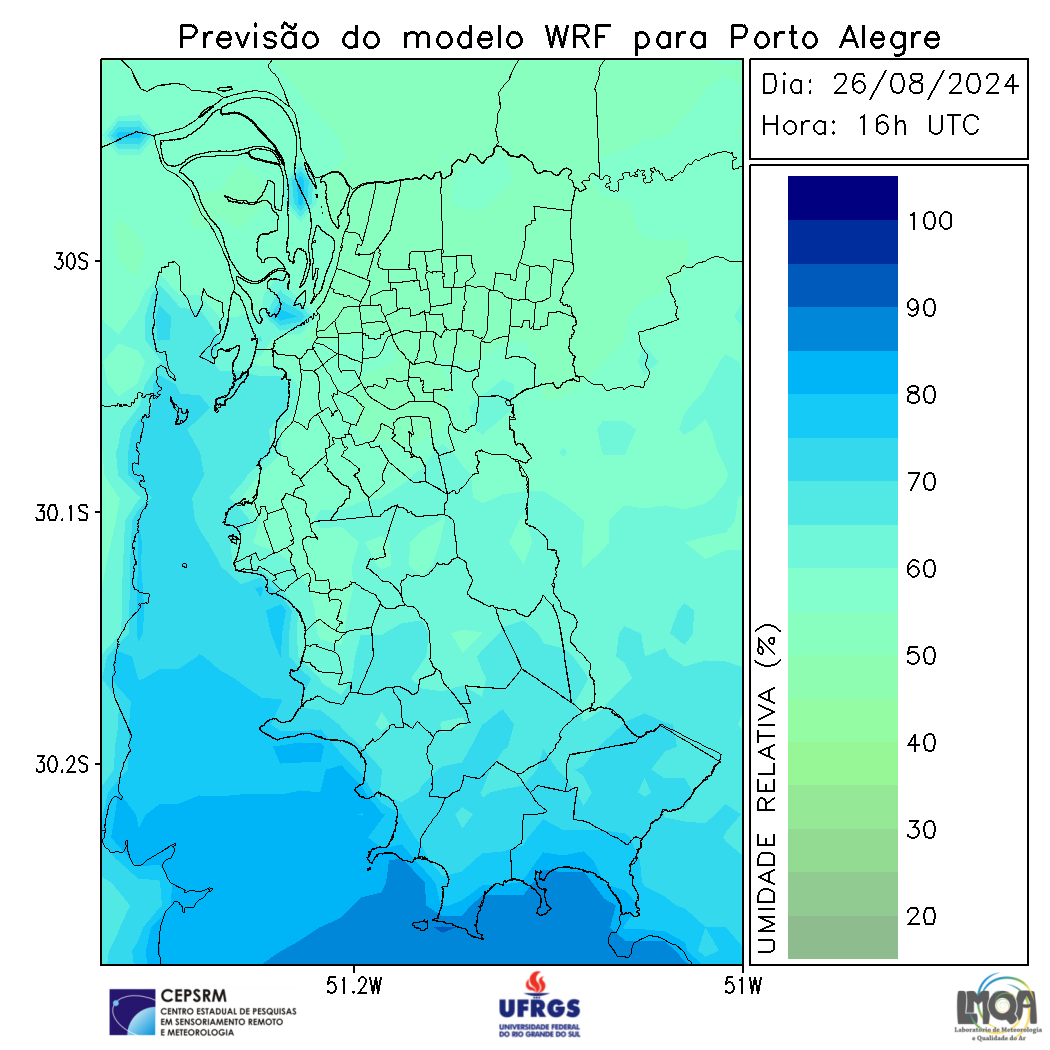 Previsão do modelo WRF para Porto Alegre
Dia: 26/08/2024
Hora: 16h UTC
30S
30.1S
30.2S
51.2W
51W
UMIDADE RELATIVA (%)
100
90
80
70
60
50
40
30
20
CEPSRM
CENTRO ESTADUAL DE PESQUISAS
EM SENSORIAMENTO REMOTO
E METEOROLOGIA
UFRGS
UNIVERSIDADE FEDERAL
DO RIO GRANDE DO SUL
LMQA
Laboratório de Meteorologia
e Qualidade do Ar